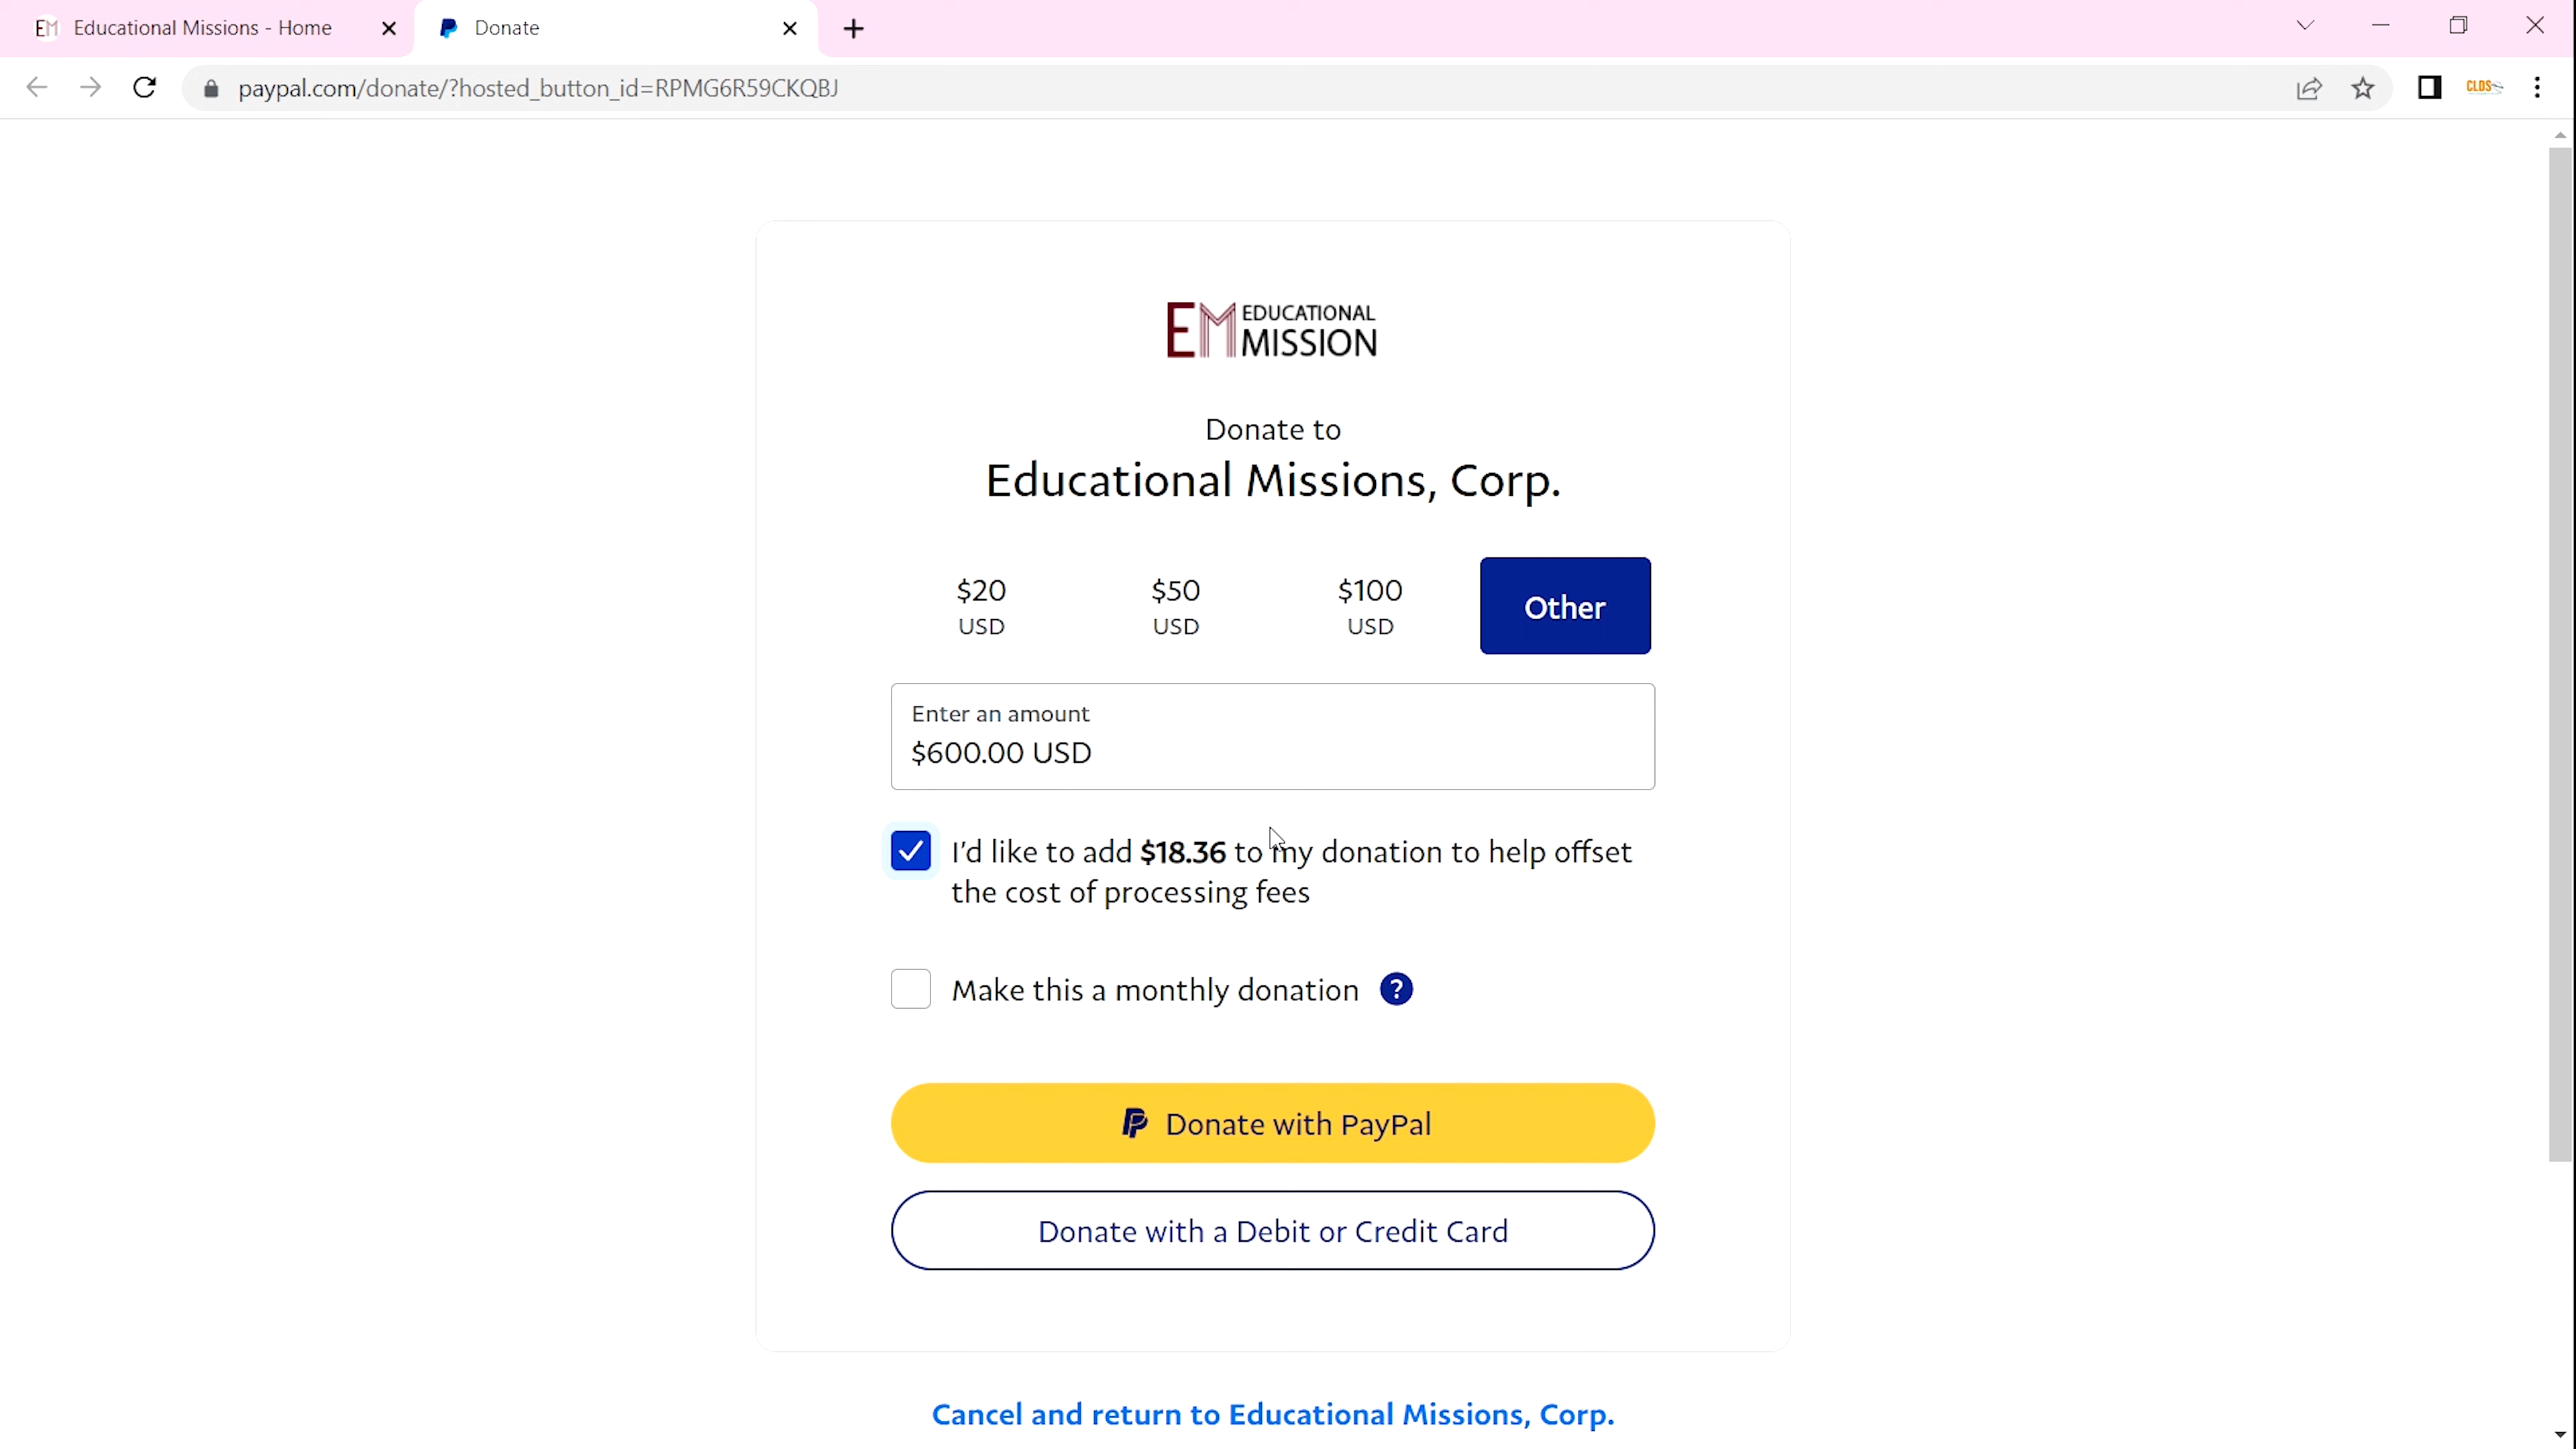 EM Educational Missions - Home
Donate
paypal.com/donate/?hosted_button_id=RPMG6R59CKQBJ
CLDS
EM EDUCATIONAL
MISSION
Donate to
Educational Missions, Corp.
$20 $50 $100 Other
USD USD USD
Enter an amount
$600.00 USD
I'd like to add $18.36 to my donation to help offset
the cost of processing fees
Make this a monthly donation ?
Donate with PayPal
Donate with a Debit or Credit Card
Cancel and return to Educational Missions, Corp.